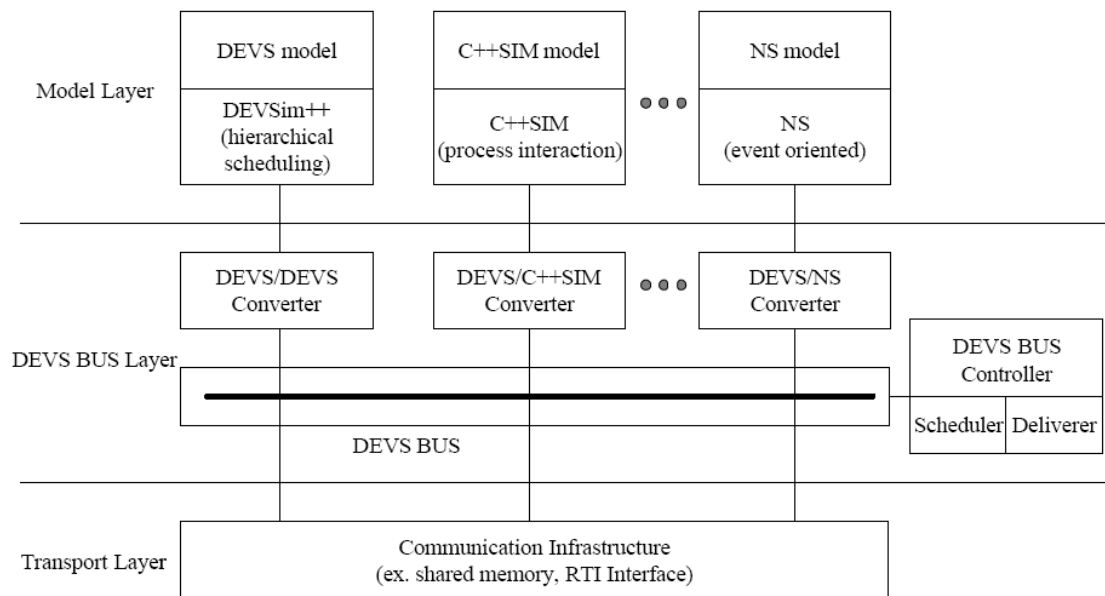 DEVS model
C++SIM model
NS model
Model Layer
DEVSim++
(hierarchical
scheduling)
C++SIM
(process interaction)
NS
(event oriented)
DEVS/DEVS
Converter
DEVS/C++SIM
Converter
DEVS/NS
Converter
DEVS BUS Layer
DEVS BUS
Controller
Scheduler
Deliverer
DEVS BUS
Transport Layer
Communication Infrastructure
(ex. shared memory, RTI Interface)